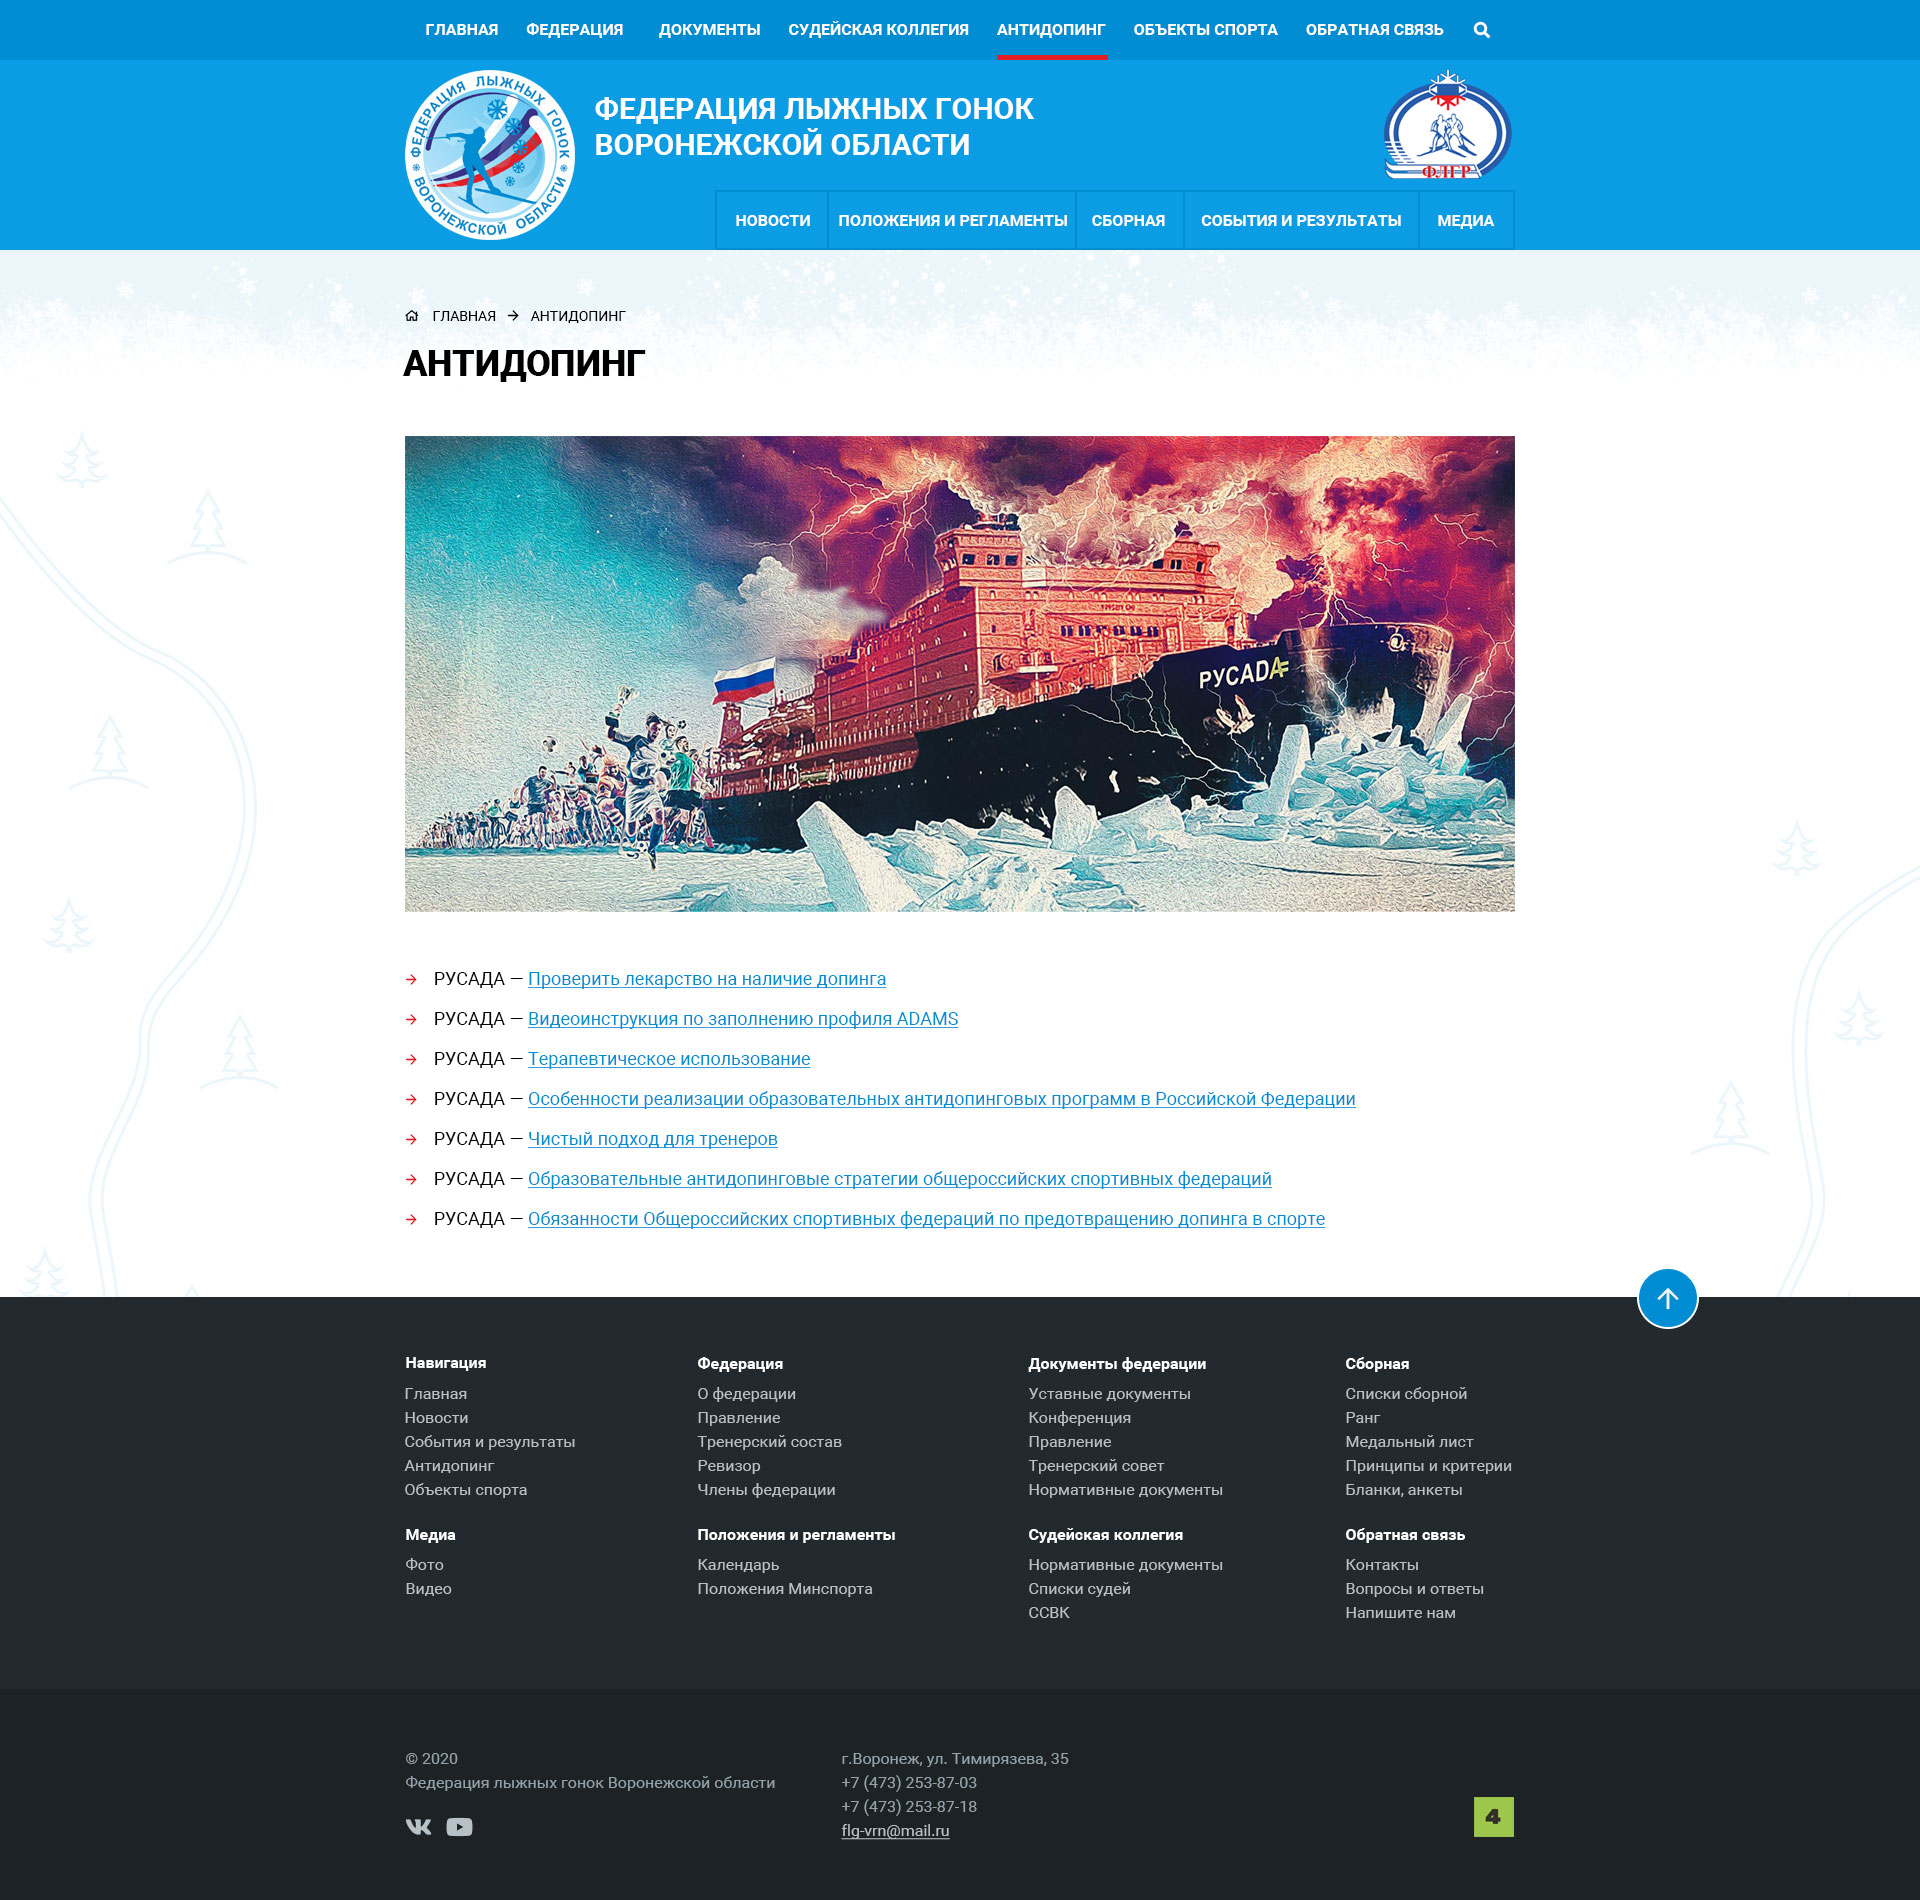 ГЛАВНАЯ ФЕДЕРАЦИЯ ДОКУМЕНТЫ СУДЕЙСКАЯ КОЛЛЕГИЯ АНТИДОПИНГ ОБЪЕКТЫ СПОРТА ОБРАТНАЯ СВЯЗЬ
ФЕДЕРАЦИЯ ЛЫЖНЫХ ГОНОК
ВОРОНЕЖСКОЙ ОБЛАСТИ
ФЕДЕРАЦИЯ ЛЫЖНЫХ ГОНОК
ВОРОНЕЖСКОЙ ОБЛАСТИ
ФЛГР
НОВОСТИ ПОЛОЖЕНИЯ И РЕГЛАМЕНТЫ СБОРНАЯ СОБЫТИЯ И РЕЗУЛЬТАТЫ МЕДИА
ГЛАВНАЯ → АНТИДОПИНГ
АНТИДОПИНГ
РУСАDА
→ РУСАДА — Проверить лекарство на наличие допинга
→ РУСАДА — Видеоинструкция по заполнению профиля ADAMS
→ РУСАДА — Терапевтическое использование
→ РУСАДА — Особенности реализации образовательных антидопинговых программ в Российской Федерации
→ РУСАДА — Чистый подход для тренеров
→ РУСАДА — Образовательные антидопинговые стратегии общероссийских спортивных федераций
→ РУСАДА — Обязанности Общероссийских спортивных федераций по предотвращению допинга в спорте
Навигация
Главная
Новости
События и результаты
Антидопинг
Объекты спорта
Федерация
О федерации
Правление
Тренерский состав
Ревизор
Члены федерации
Документы федерации
Уставные документы
Конференция
Правление
Тренерский совет
Нормативные документы
Сборная
Списки сборной
Ранг
Медальный лист
Принципы и критерии
Бланки, анкеты
Медиа
Фото
Видео
Положения и регламенты
Календарь
Положения Минспорта
Судейская коллегия
Нормативные документы
Списки судей
ССВК
Обратная связь
Контакты
Вопросы и ответы
Напишите нам
© 2020
Федерация лыжных гонок Воронежской области
г.Воронеж, ул. Тимирязева, 35
+7 (473) 253-87-03
+7 (473) 253-87-18
flg-vrn@mail.ru
4